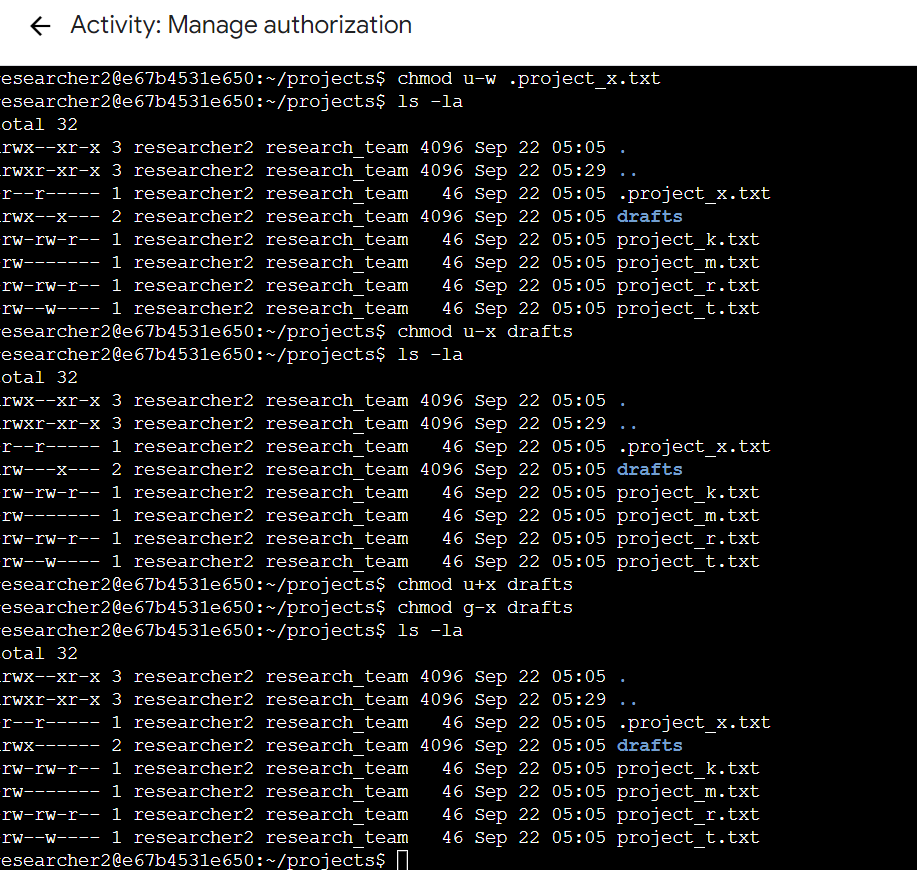 ← Activity: Manage authorization
esearcher2@e67b4531e650:~/projects$ chmod u-w .project_x.txt
esearcher2@e67b4531e650:~/projects$ ls -la
otal 32
rwx--xr-x 3 researcher2 research_team 4096 Sep 22 05:05 .
rwxr-xr-x 3 researcher2 research_team 4096 Sep 22 05:29 ..
r--r----- 1 researcher2 research_team   46 Sep 22 05:05 .project_x.txt
rwx--x--- 2 researcher2 research_team 4096 Sep 22 05:05 drafts
rw-rw-r-- 1 researcher2 research_team   46 Sep 22 05:05 project_k.txt
rw------- 1 researcher2 research_team   46 Sep 22 05:05 project_m.txt
rw-rw-r-- 1 researcher2 research_team   46 Sep 22 05:05 project_r.txt
rw--w---- 1 researcher2 research_team   46 Sep 22 05:05 project_t.txt
esearcher2@e67b4531e650:~/projects$ chmod u-x drafts
esearcher2@e67b4531e650:~/projects$ ls -la
otal 32
rwx--xr-x 3 researcher2 research_team 4096 Sep 22 05:05 .
rwxr-xr-x 3 researcher2 research_team 4096 Sep 22 05:29 ..
r--r----- 1 researcher2 research_team   46 Sep 22 05:05 .project_x.txt
rw---x--- 2 researcher2 research_team 4096 Sep 22 05:05 drafts
rw-rw-r-- 1 researcher2 research_team   46 Sep 22 05:05 project_k.txt
rw------- 1 researcher2 research_team   46 Sep 22 05:05 project_m.txt
rw-rw-r-- 1 researcher2 research_team   46 Sep 22 05:05 project_r.txt
rw--w---- 1 researcher2 research_team   46 Sep 22 05:05 project_t.txt
esearcher2@e67b4531e650:~/projects$ chmod u+x drafts
esearcher2@e67b4531e650:~/projects$ chmod g-x drafts
esearcher2@e67b4531e650:~/projects$ ls -la
otal 32
rwx--xr-x 3 researcher2 research_team 4096 Sep 22 05:05 .
rwxr-xr-x 3 researcher2 research_team 4096 Sep 22 05:29 ..
r--r----- 1 researcher2 research_team   46 Sep 22 05:05 .project_x.txt
rwx------ 2 researcher2 research_team 4096 Sep 22 05:05 drafts
rw-rw-r-- 1 researcher2 research_team   46 Sep 22 05:05 project_k.txt
rw------- 1 researcher2 research_team   46 Sep 22 05:05 project_m.txt
rw-rw-r-- 1 researcher2 research_team   46 Sep 22 05:05 project_r.txt
rw--w---- 1 researcher2 research_team   46 Sep 22 05:05 project_t.txt
esearcher2@e67b4531e650:~/projects$